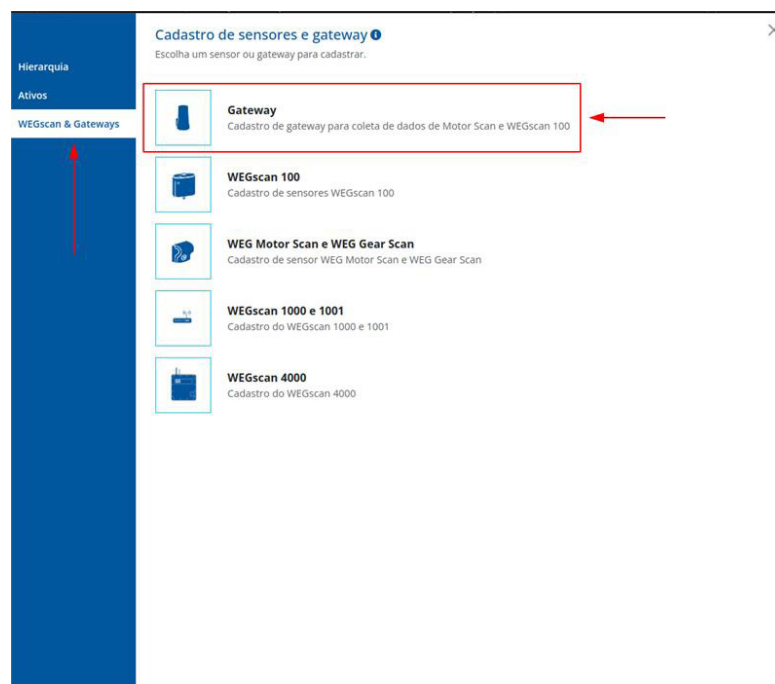 Hierarquia
Ativos
WEGscan & Gateways
Cadastro de sensores e gateway
Escolha um sensor ou gateway para cadastrar.
Gateway
Cadastro de gateway para coleta de dados de Motor Scan e WEGscan 100
WEGscan 100
Cadastro de sensores WEGscan 100
WEG Motor Scan e WEG Gear Scan
Cadastro de sensor WEG Motor Scan e WEG Gear Scan
WEGscan 1000 e 1001
Cadastro do WEGscan 1000 e 1001
WEGscan 4000
Cadastro do WEGscan 4000